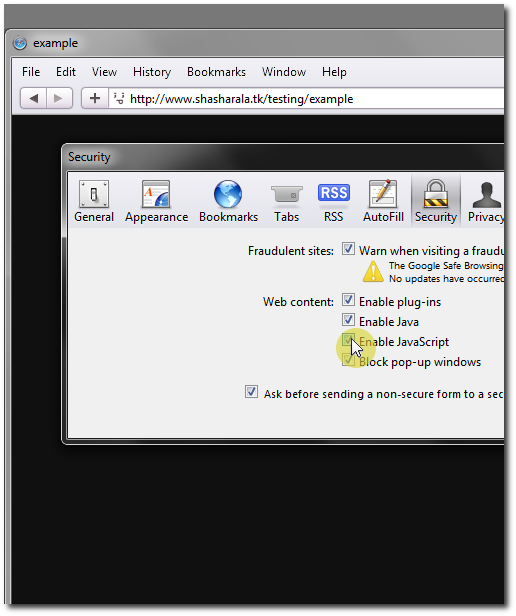 example
File Edit View History Bookmarks Window Help
http://www.shasharala.tk/testing/example
Security
RSS
General Appearance Bookmarks Tabs RSS AutoFill Security Privacy
Fraudulent sites: Warn when visiting a fraudu
The Google Safe Browsing
No updates have occurred
Web content: Enable plug-ins
Enable Java
Enable JavaScript
Block pop-up windows
Ask before sending a non-secure form to a sec